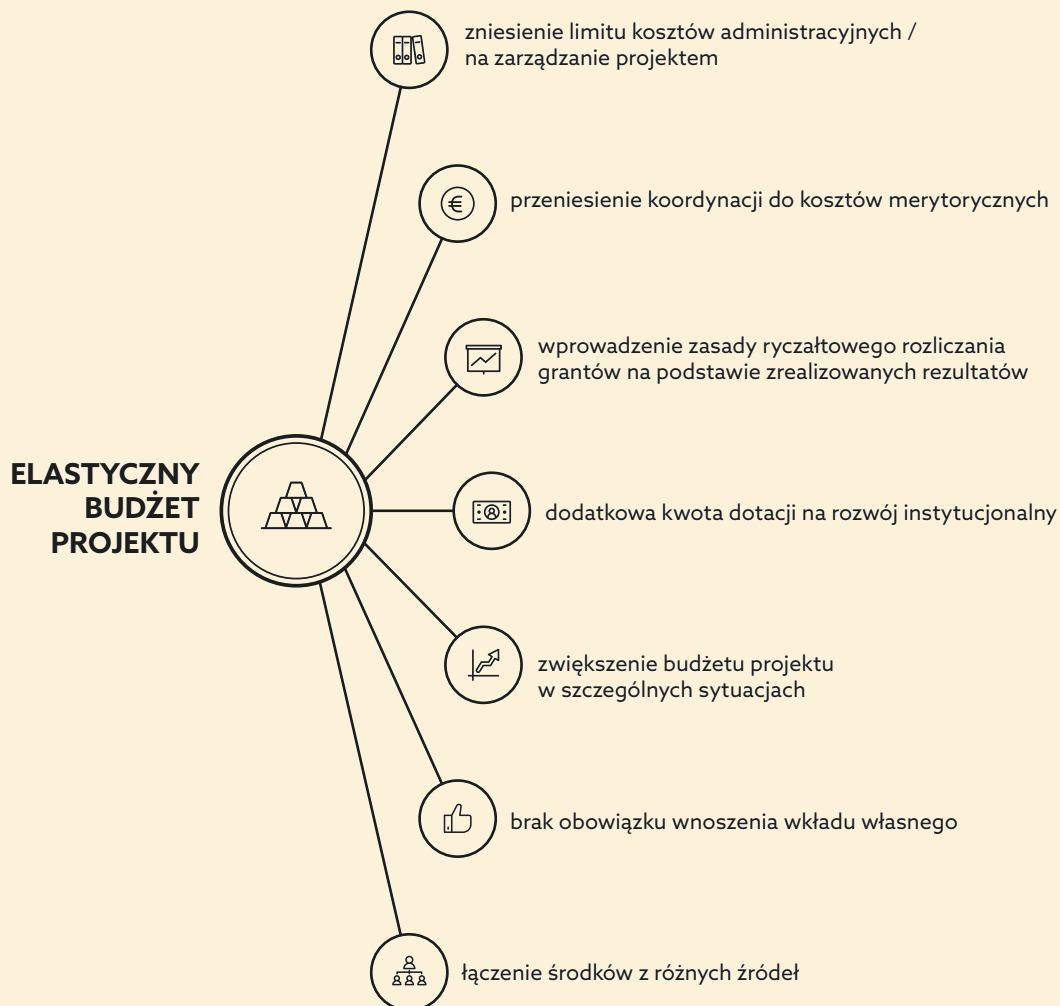 zniesienie limitu kosztów administracyjnych /
na zarządzanie projektem
przeniesienie koordynacji do kosztów merytorycznych
wprowadzenie zasady ryczałtowego rozliczania
grantów na podstawie zrealizowanych rezultatów
ELASTYCZNY
BUDŻET
PROJEKTU
dodatkowa kwota dotacji na rozwój instytucjonalny
zwiększenie budżetu projektu
w szczególnych sytuacjach
brak obowiązku wnoszenia wkładu własnego
łączenie środków z różnych źródeł